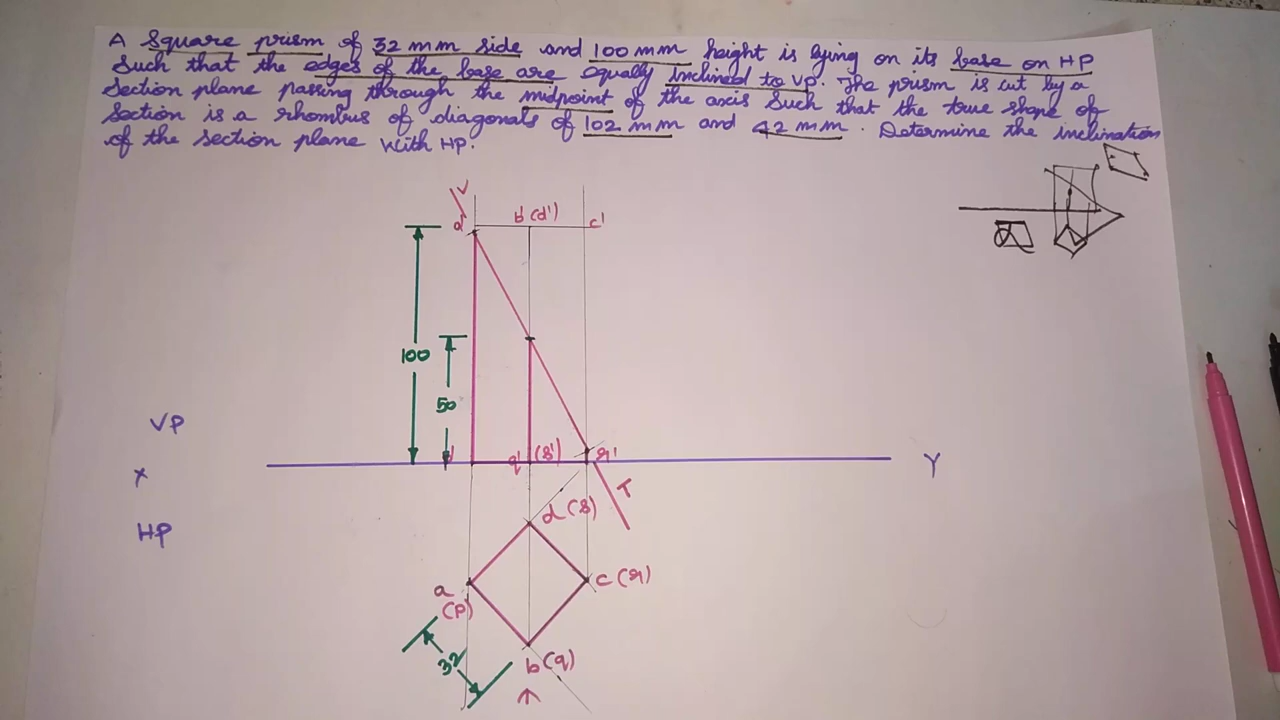 A Square prism of 32 mm side and 100 mm height is lying on its base on HP
Such that the edges of the base are equally inclined to VP. The prism is cut by a
Section plane passing through the midpoint of the axis Such that the true shape of
Section is a rhombus of diagonals of 102 mm and 42 mm. Determine the inclination
of the section plane With HP.
V
a' b' (d') c'
100
50
VP
q' (s') r'
X Y
T
HP
d (s)
a c (r)
(p)
32
b (q)